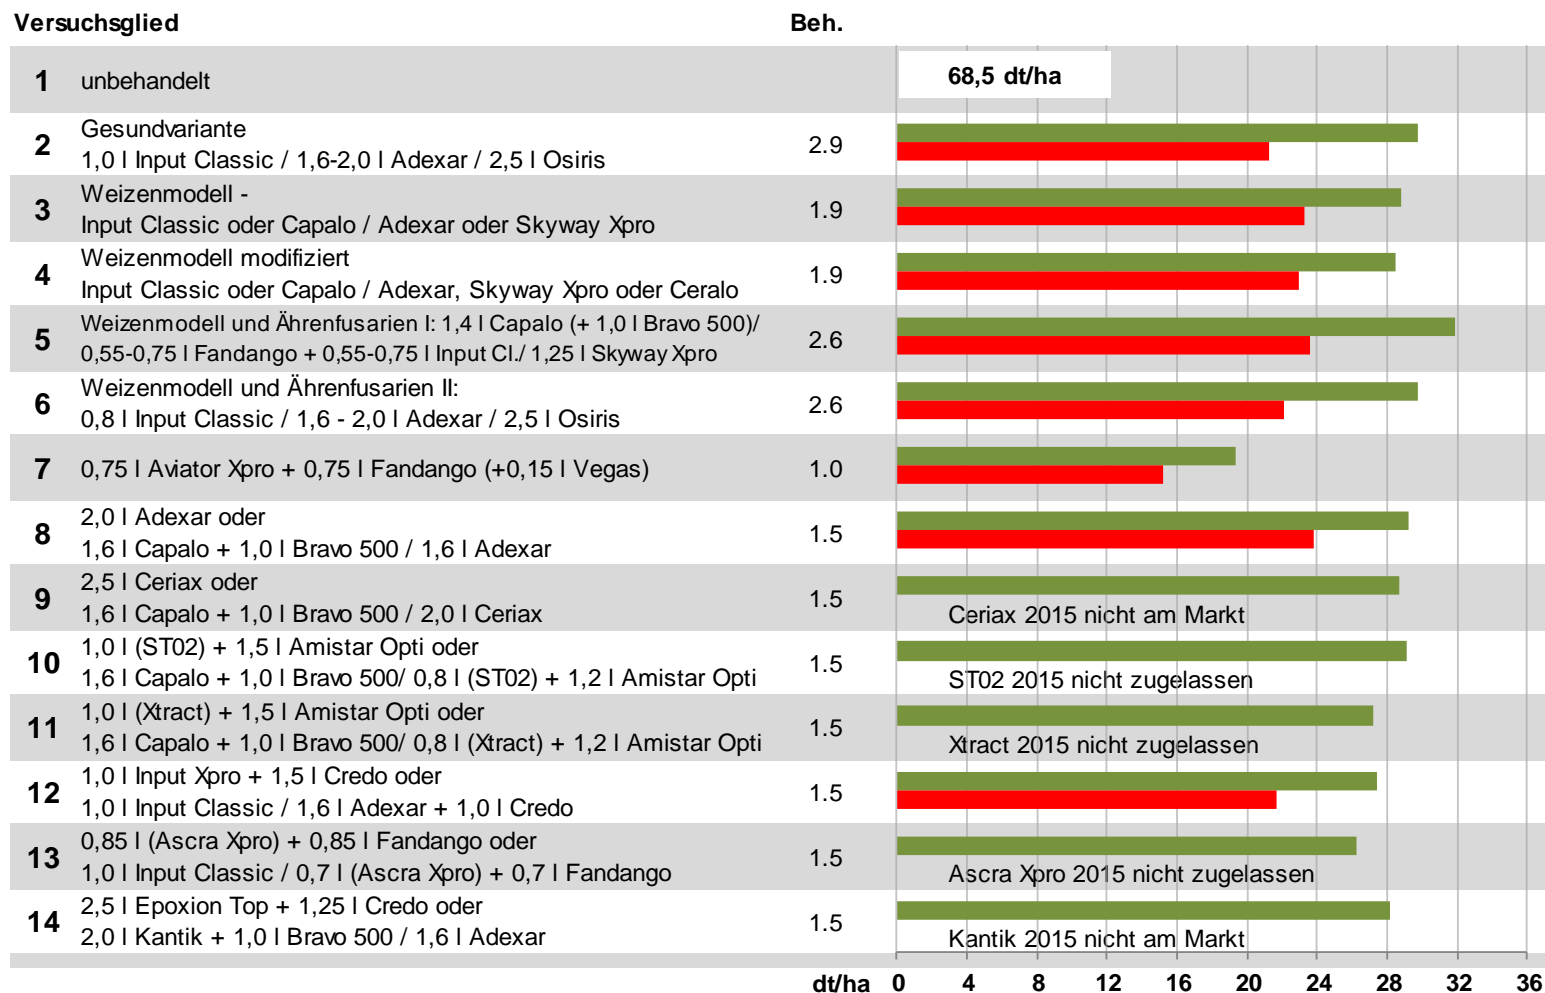 Versuchsglied Beh.
1 unbehandelt 68,5 dt/ha
Gesundvariante
2 1,0 l Input Classic / 1,6-2,0 l Adexar / 2,5 l Osiris 2.9
Weizenmodell -
3 Input Classic oder Capalo / Adexar oder Skyway Xpro 1.9
Weizenmodell modifiziert
4 Input Classic oder Capalo / Adexar, Skyway Xpro oder Ceralo 1.9
Weizenmodell und Ährenfusarien I: 1,4 l Capalo (+ 1,0 l Bravo 500)/
5 0,55-0,75 l Fandango + 0,55-0,75 l Input Cl./ 1,25 l Skyway Xpro 2.6
Weizenmodell und Ährenfusarien II:
6 0,8 l Input Classic / 1,6 - 2,0 l Adexar / 2,5 l Osiris 2.6
7 0,75 l Aviator Xpro + 0,75 l Fandango (+0,15 l Vegas) 1.0
2,0 l Adexar oder
8 1,6 l Capalo + 1,0 l Bravo 500 / 1,6 l Adexar 1.5
2,5 l Ceriax oder
9 1,6 l Capalo + 1,0 l Bravo 500 / 2,0 l Ceriax 1.5 Ceriax 2015 nicht am Markt
1,0 l (ST02) + 1,5 l Amistar Opti oder
10 1,6 l Capalo + 1,0 l Bravo 500/ 0,8 l (ST02) + 1,2 l Amistar Opti 1.5 ST02 2015 nicht zugelassen
1,0 l (Xtract) + 1,5 l Amistar Opti oder
11 1,6 l Capalo + 1,0 l Bravo 500/ 0,8 l (Xtract) + 1,2 l Amistar Opti 1.5 Xtract 2015 nicht zugelassen
1,0 l Input Xpro + 1,5 l Credo oder
12 1,0 l Input Classic / 1,6 l Adexar + 1,0 l Credo 1.5
0,85 l (Ascra Xpro) + 0,85 l Fandango oder
13 1,0 l Input Classic / 0,7 l (Ascra Xpro) + 0,7 l Fandango 1.5 Ascra Xpro 2015 nicht zugelassen
2,5 l Epoxion Top + 1,25 l Credo oder
14 2,0 l Kantik + 1,0 l Bravo 500 / 1,6 l Adexar 1.5 Kantik 2015 nicht am Markt
dt/ha 0 4 8 12 16 20 24 28 32 36